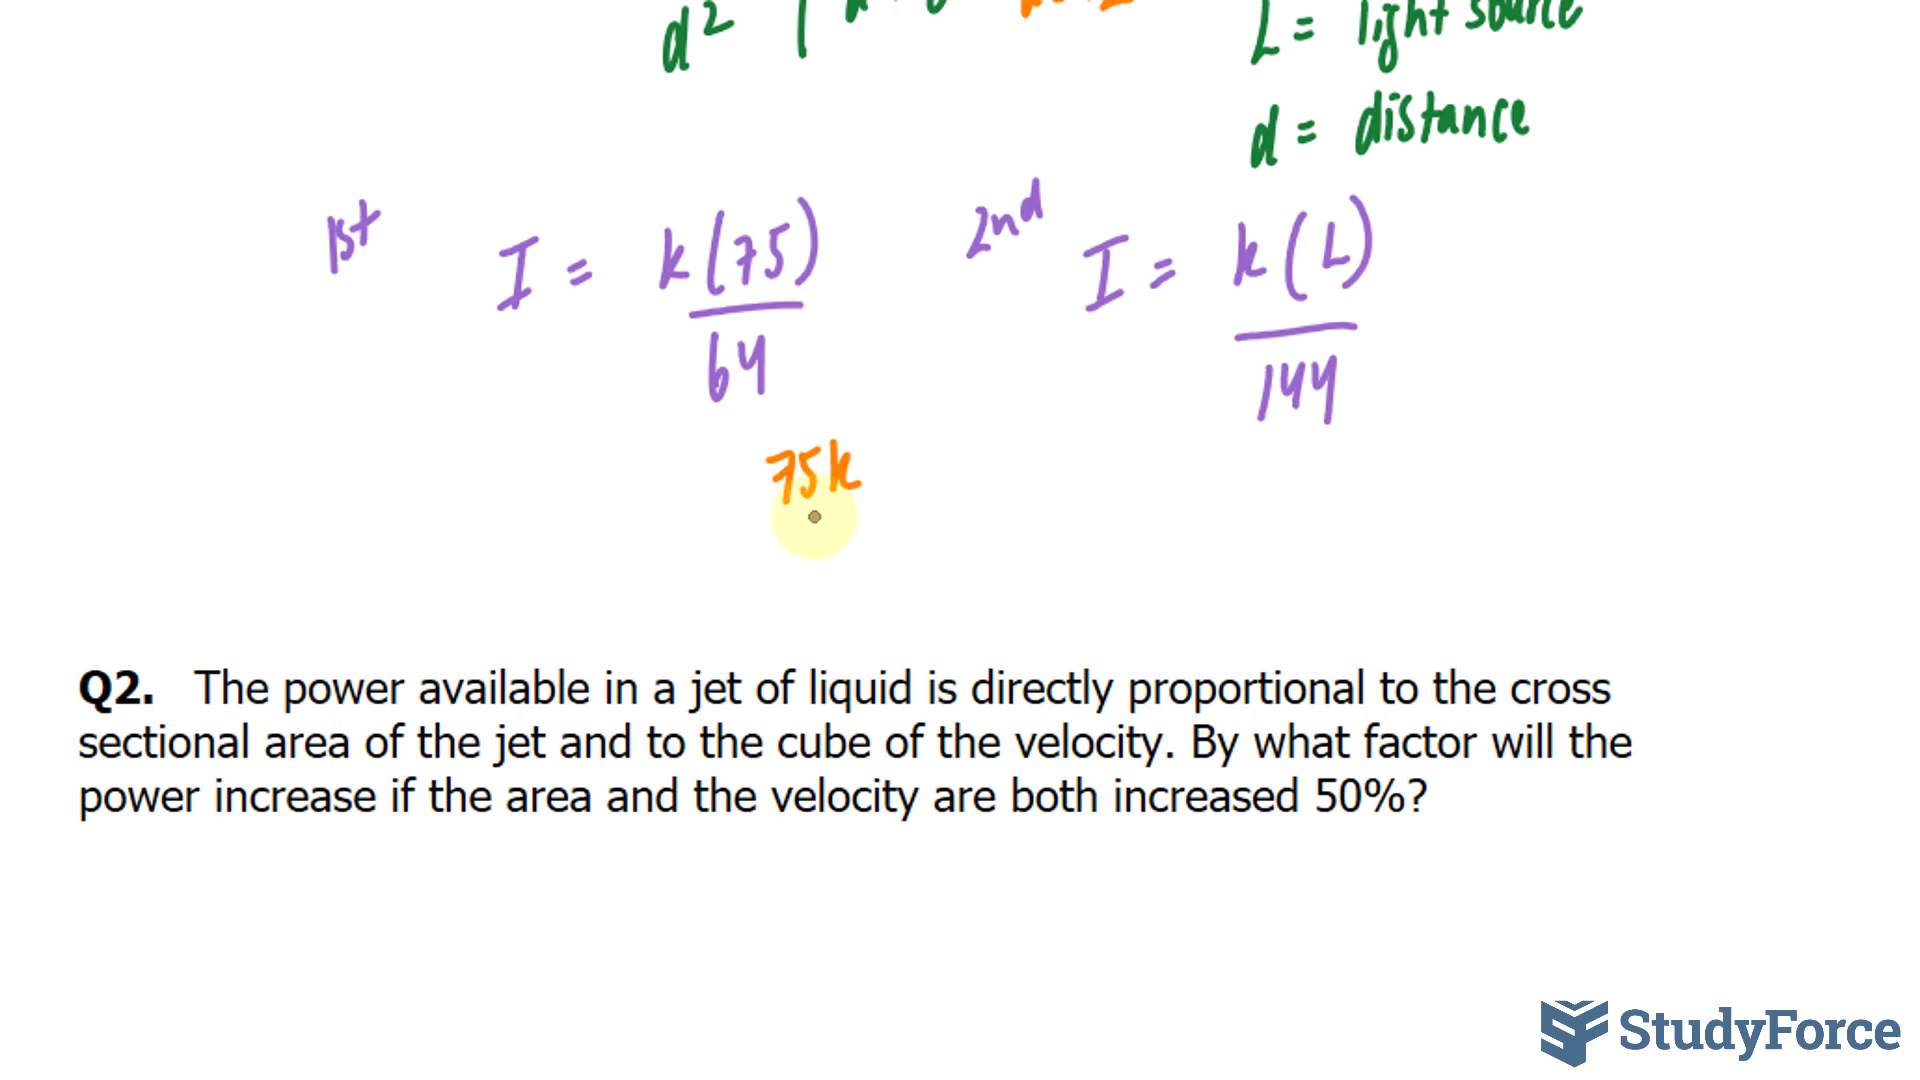 d² L = light source
d = distance
1st I = k(75) 2nd I = k(L)
64 144
75k
Q2. The power available in a jet of liquid is directly proportional to the cross
sectional area of the jet and to the cube of the velocity. By what factor will the
power increase if the area and the velocity are both increased 50%?
StudyForce